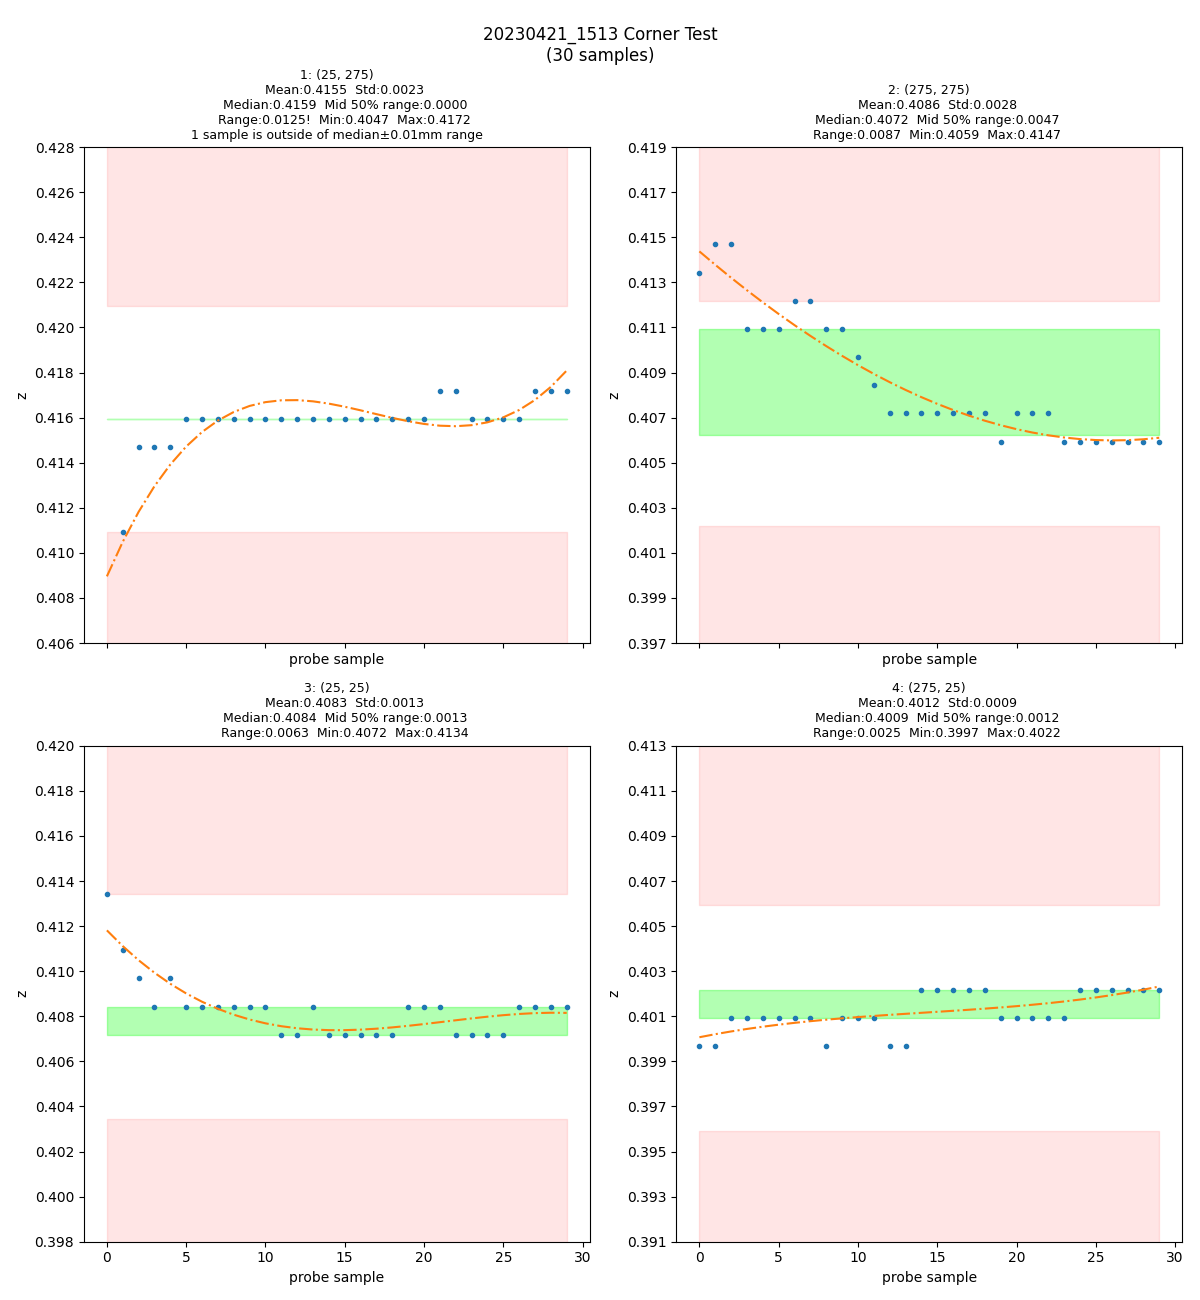 20230421_1513 Corner Test
(30 samples)
1: (25, 275)
Mean:0.4155  Std:0.0023
Median:0.4159  Mid 50% range:0.0000
Range:0.0125!  Min:0.4047  Max:0.4172
1 sample is outside of median±0.01mm range
0.428
0.426
0.424
0.422
0.420
0.418
0.416
0.414
0.412
0.410
0.408
0.406
z
probe sample
2: (275, 275)
Mean:0.4086  Std:0.0028
Median:0.4072  Mid 50% range:0.0047
Range:0.0087  Min:0.4059  Max:0.4147
0.419
0.417
0.415
0.413
0.411
0.409
0.407
0.405
0.403
0.401
0.399
0.397
z
probe sample
3: (25, 25)
Mean:0.4083  Std:0.0013
Median:0.4084  Mid 50% range:0.0013
Range:0.0063  Min:0.4072  Max:0.4134
0.420
0.418
0.416
0.414
0.412
0.410
0.408
0.406
0.404
0.402
0.400
0.398
z
0 5 10 15 20 25 30
probe sample
4: (275, 25)
Mean:0.4012  Std:0.0009
Median:0.4009  Mid 50% range:0.0012
Range:0.0025  Min:0.3997  Max:0.4022
0.413
0.411
0.409
0.407
0.405
0.403
0.401
0.399
0.397
0.395
0.393
0.391
z
0 5 10 15 20 25 30
probe sample